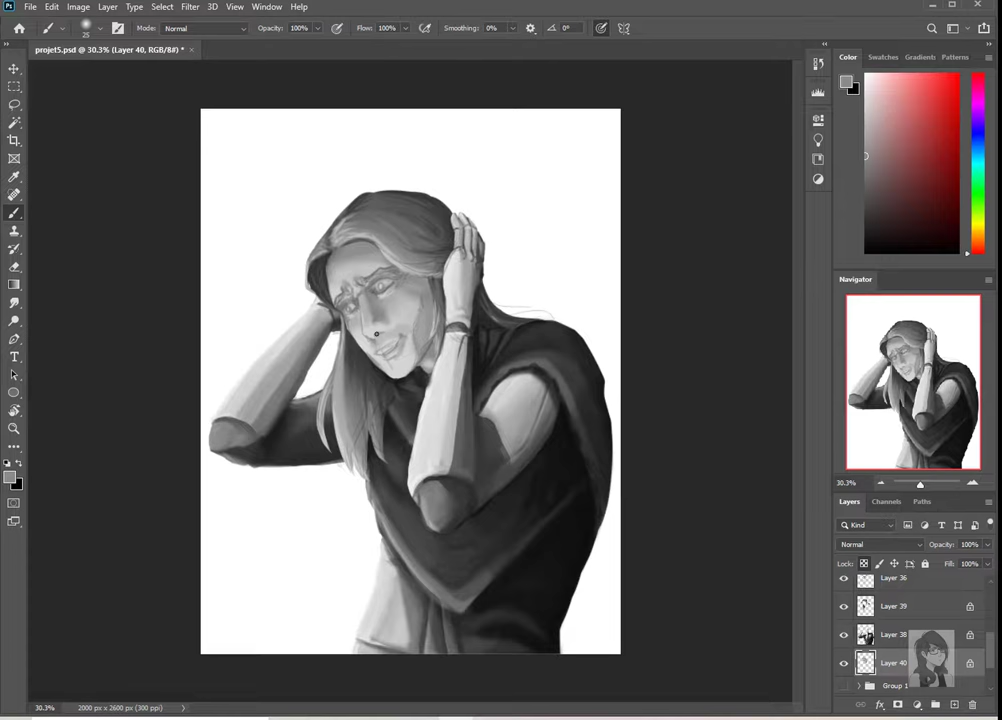 Ps File Edit Image Layer Type Select Filter 3D View Window Help
25 Mode: Normal Opacity: 100% Flow: 100% Smoothing: 0% 0°
projet5.psd @ 30.3% (Layer 40, RGB/8#) * ×
Color Swatches Gradients Patterns
Navigator
30.3%
Layers Channels Paths
Kind
Normal Opacity: 100%
Lock: Fill: 100%
Layer 36
Layer 39
Layer 38
Layer 40
Group 1
fx
30.3% 2000 px x 2600 px (300 ppi)